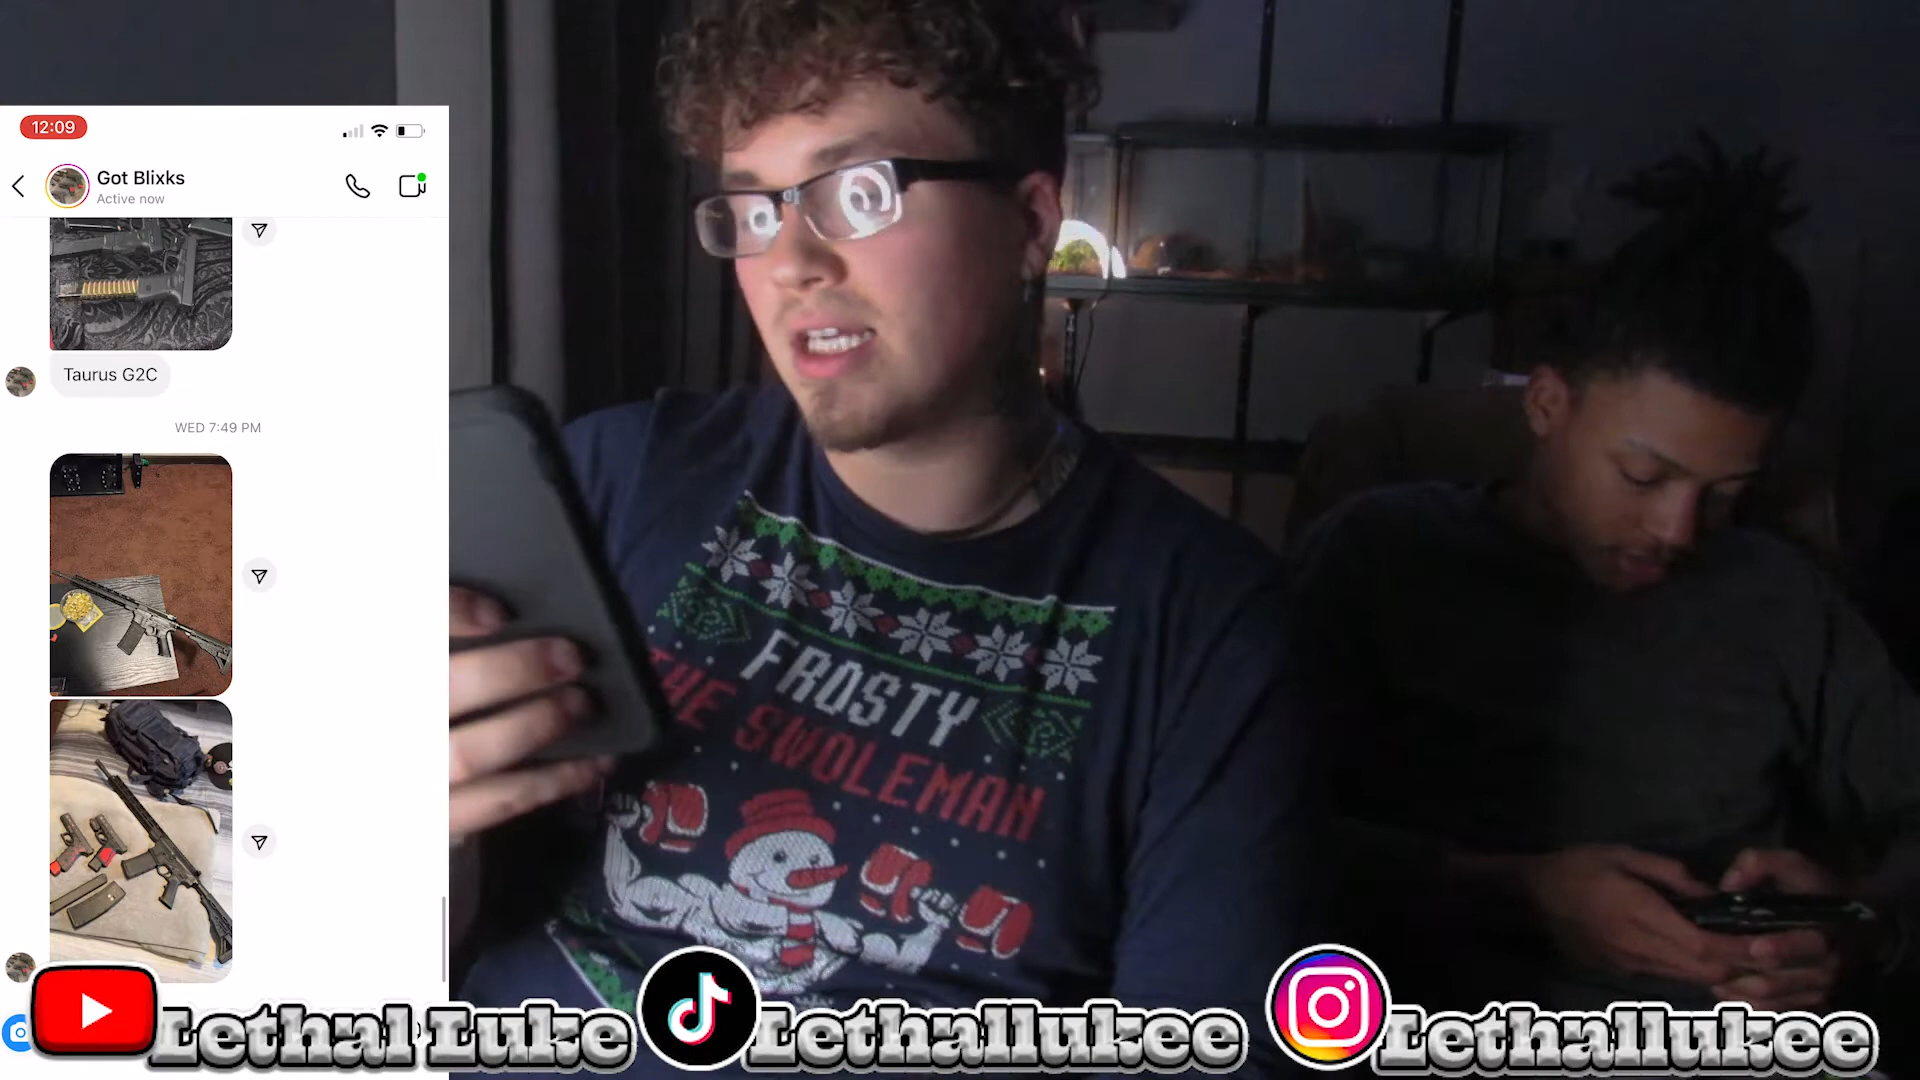 12:09
Got Blixks
Active now
Taurus G2C
WED 7:49 PM
FROSTY
THE SWOLEMAN
Lethal Luke
Lethallukee
Lethallukee